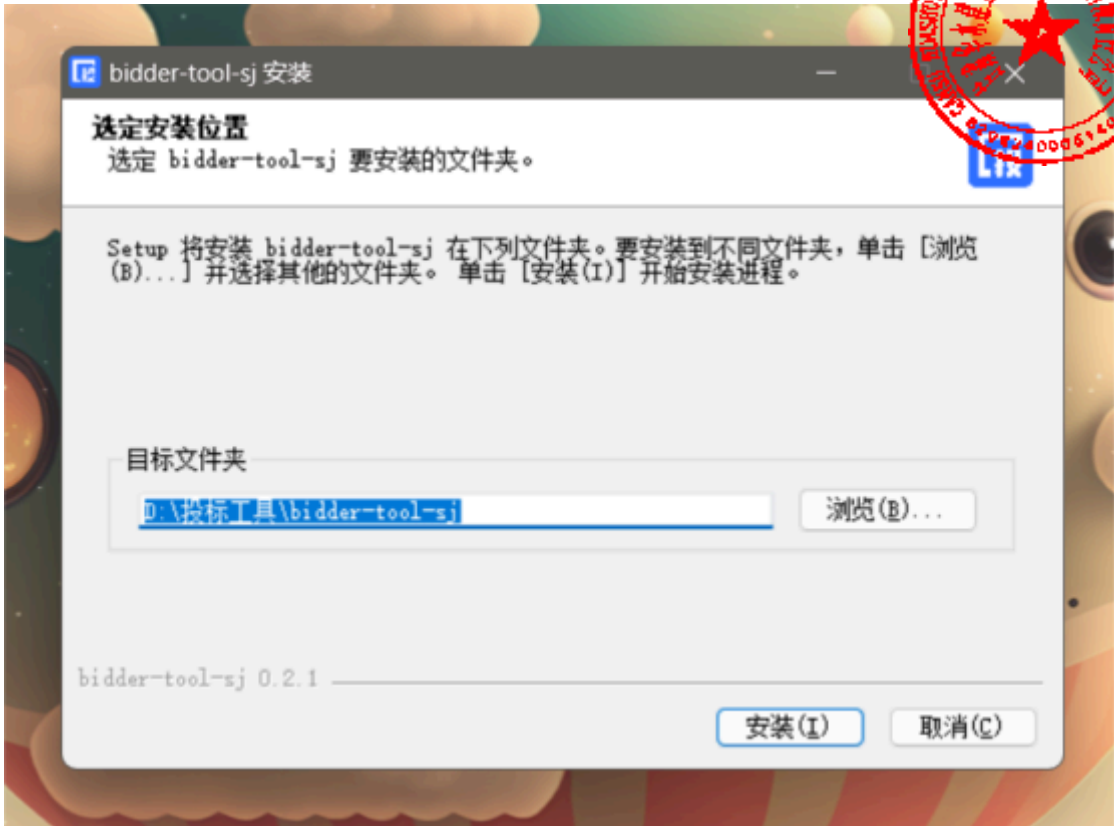 bidder-tool-sj 安装
选定安装位置
选定 bidder-tool-sj 要安装的文件夹。
Setup 将安装 bidder-tool-sj 在下列文件夹。要安装到不同文件夹，单击 [浏览
(B)...] 并选择其他的文件夹。 单击 [安装(I)] 开始安装进程。
目标文件夹
D:\投标工具\bidder-tool-sj
浏览(B)...
bidder-tool-sj 0.2.1
安装(I)
取消(C)